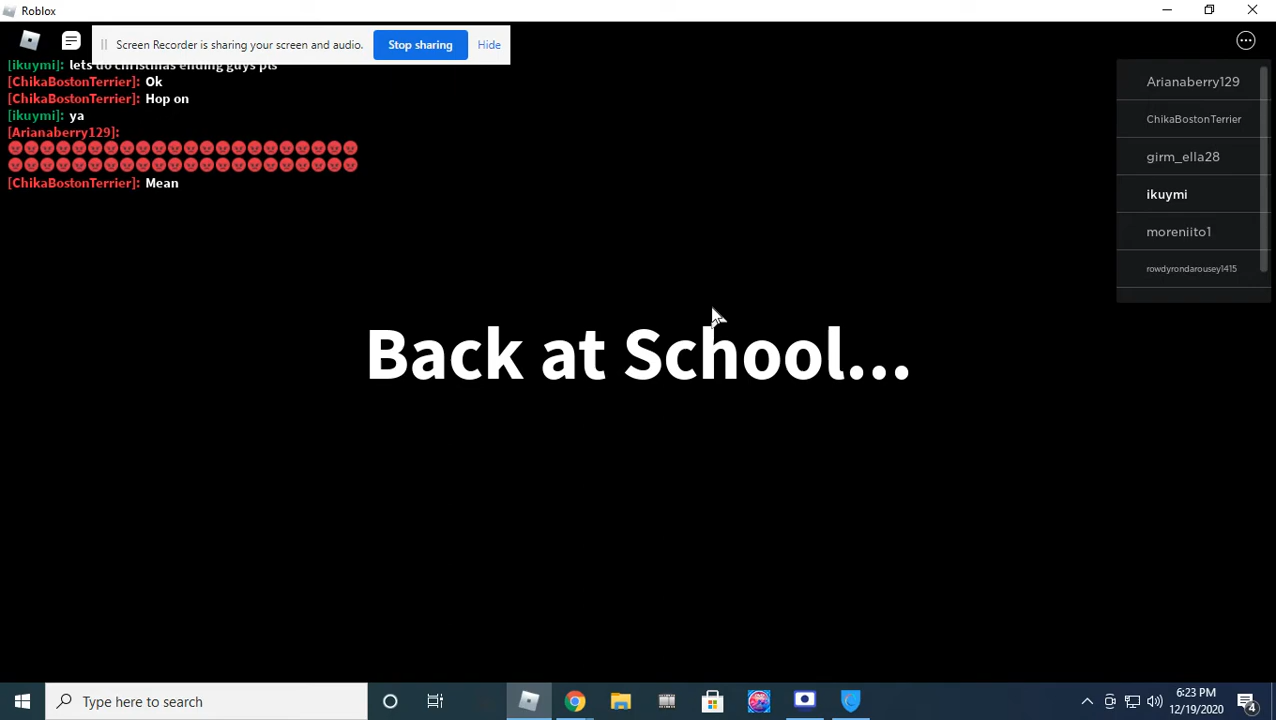 Roblox
Screen Recorder is sharing your screen and audio. Stop sharing Hide
[ikuymi]: lets do christmas ending guys pls
[ChikaBostonTerrier]: Ok
[ChikaBostonTerrier]: Hop on
[ikuymi]: ya
[Arianaberry129]:
[ChikaBostonTerrier]: Mean
Arianaberry129
ChikaBostonTerrier
girm_ella28
ikuymi
moreniito1
rowdyrondarousey1415
Back at School...
Type here to search
6:23 PM
12/19/2020
4